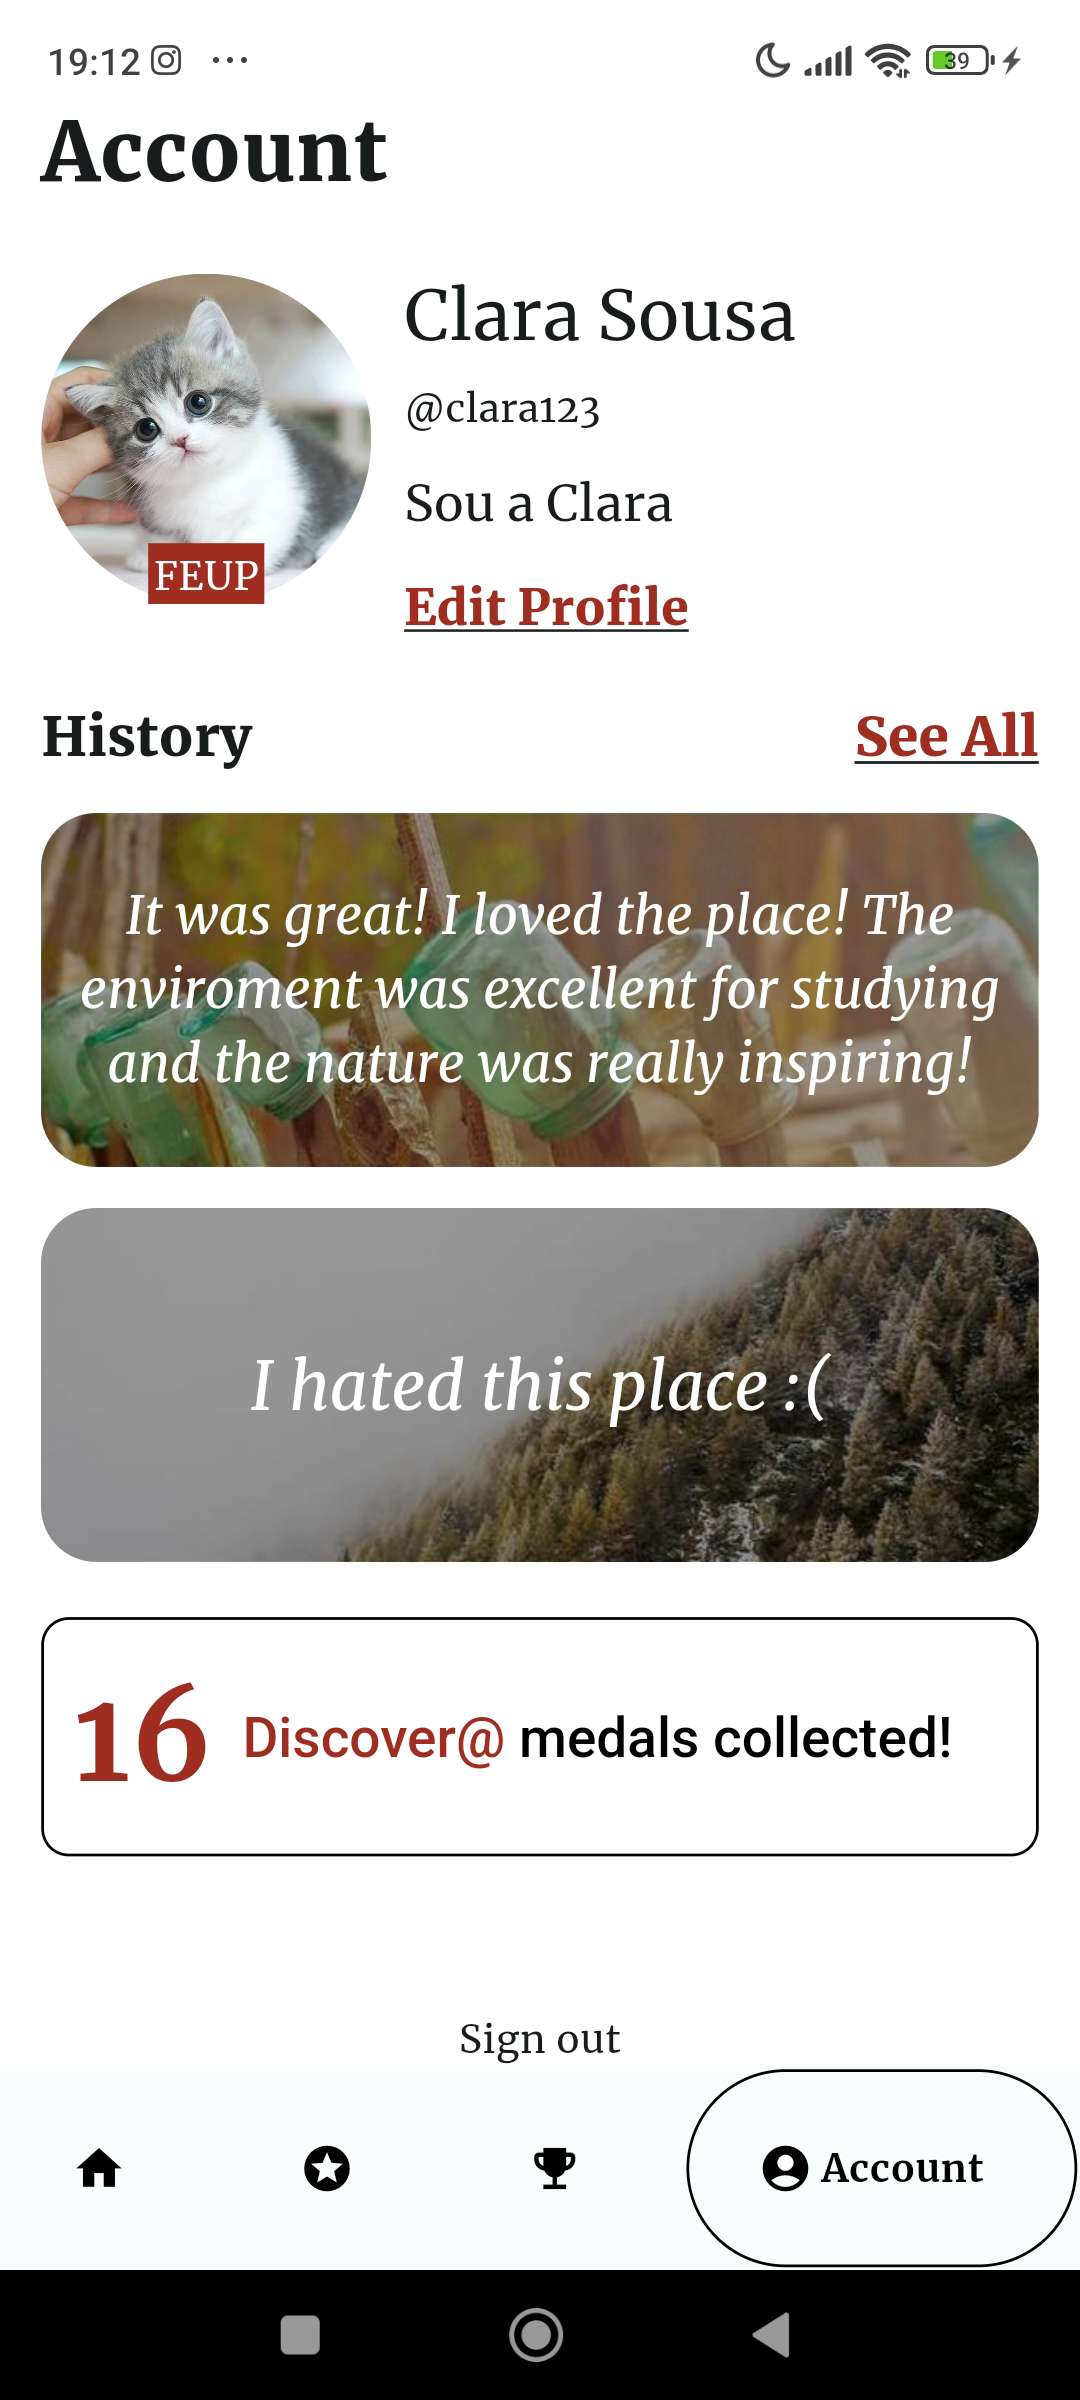 19:12
39
Account
Clara Sousa
@clara123
Sou a Clara
FEUP
Edit Profile
History
See All
It was great! I loved the place! The
enviroment was excellent for studying
and the nature was really inspiring!
I hated this place :(
16 Discover@ medals collected!
Sign out
Account